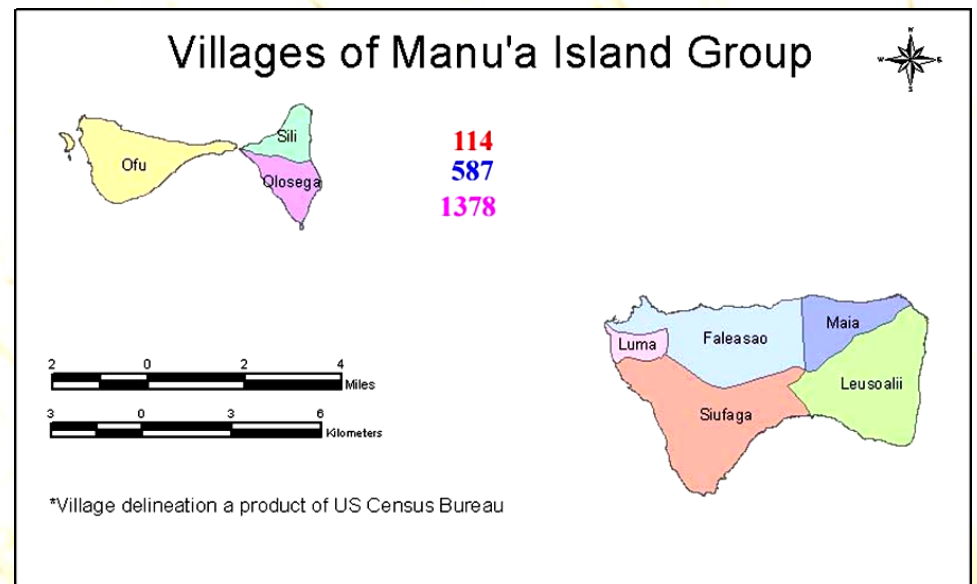 Villages of Manu'a Island Group
N
W E
S
Sili
Ofu
Olosega
114
587
1378
Luma
Faleasao
Maia
Leusoalii
Siufaga
2 0 2 4
Miles
3 0 3 6
Kilometers
*Village delineation a product of US Census Bureau